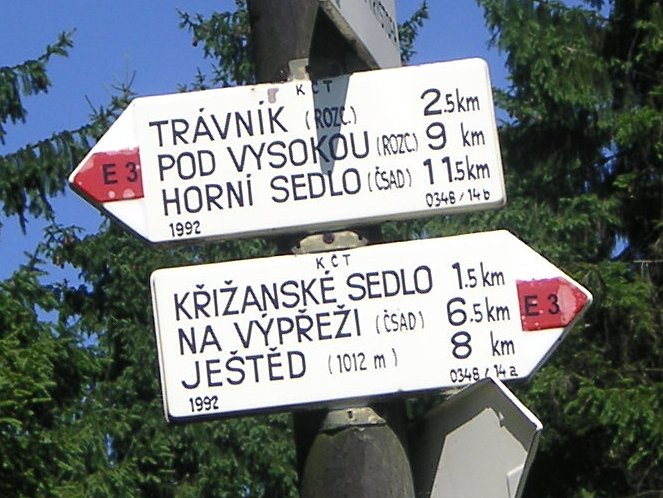 KČT
TRÁVNÍK (ROZC.) 2.5km
POD VYSOKOU (ROZC.) 9 km
HORNÍ SEDLO (ČSAD) 11.5km
E 3
1992 0348/14b
KČT
KŘIŽANSKÉ SEDLO 1.5km
NA VÝPŘEŽI (ČSAD) 6.5km
JEŠTĚD (1012 m) 8 km
E 3
1992 0348/14a